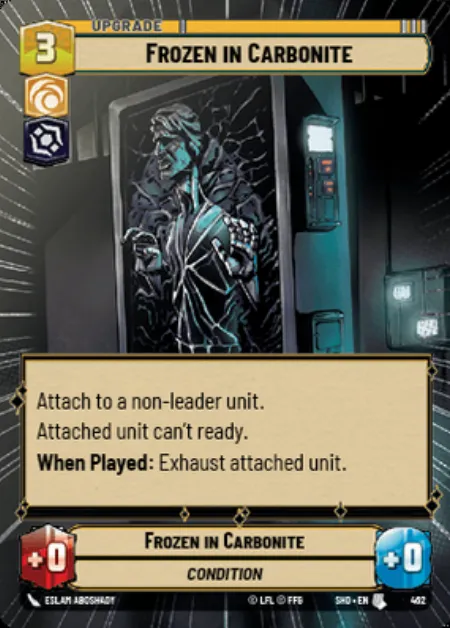 UPGRADE
3
FROZEN IN CARBONITE
Attach to a non-leader unit.
Attached unit can't ready.
When Played: Exhaust attached unit.
+0
FROZEN IN CARBONITE
+0
CONDITION
ESLAM ABOSHADY
© LFL © FFG
SHD • EN
492